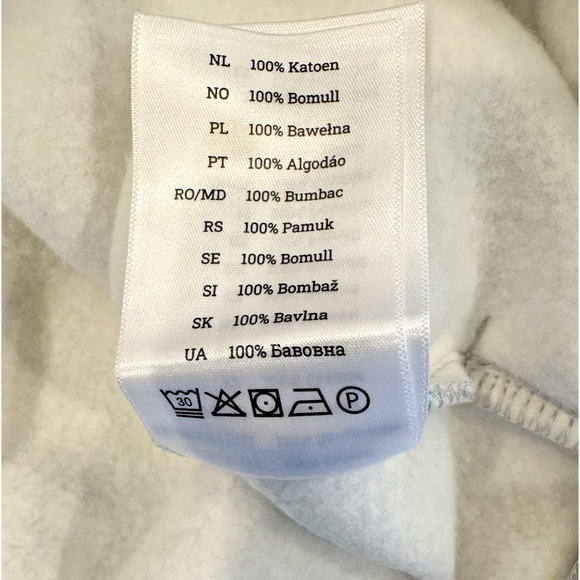 NL 100% Katoen
NO 100% Bomull
PL 100% Bawełna
PT 100% Algodáo
RO/MD 100% Bumbac
RS 100% Pamuk
SE 100% Bomull
SI 100% Bombaž
SK 100% Bavlna
UA 100% Бавовна
30 P